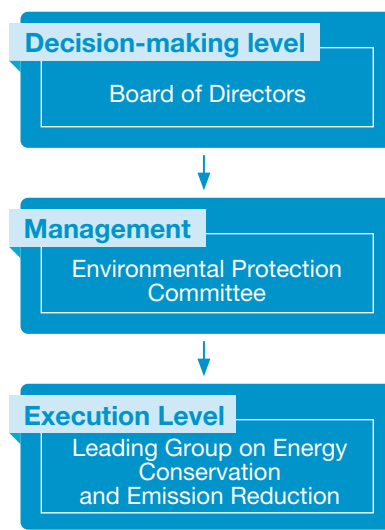 Decision-making level
Board of Directors
Management
Environmental Protection
Committee
Execution Level
Leading Group on Energy
Conservation
and Emission Reduction